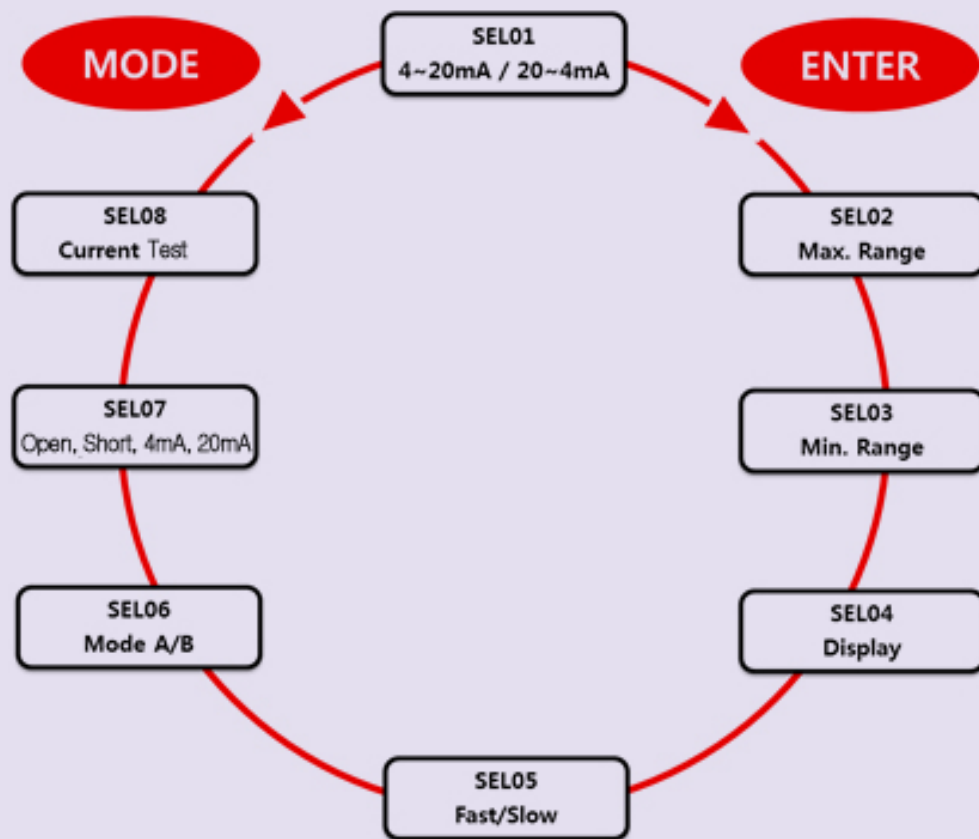 MODE
SEL01
4~20mA / 20~4mA
ENTER
SEL08
Current Test
SEL02
Max. Range
SEL07
Open, Short, 4mA, 20mA
SEL03
Min. Range
SEL06
Mode A/B
SEL04
Display
SEL05
Fast/Slow